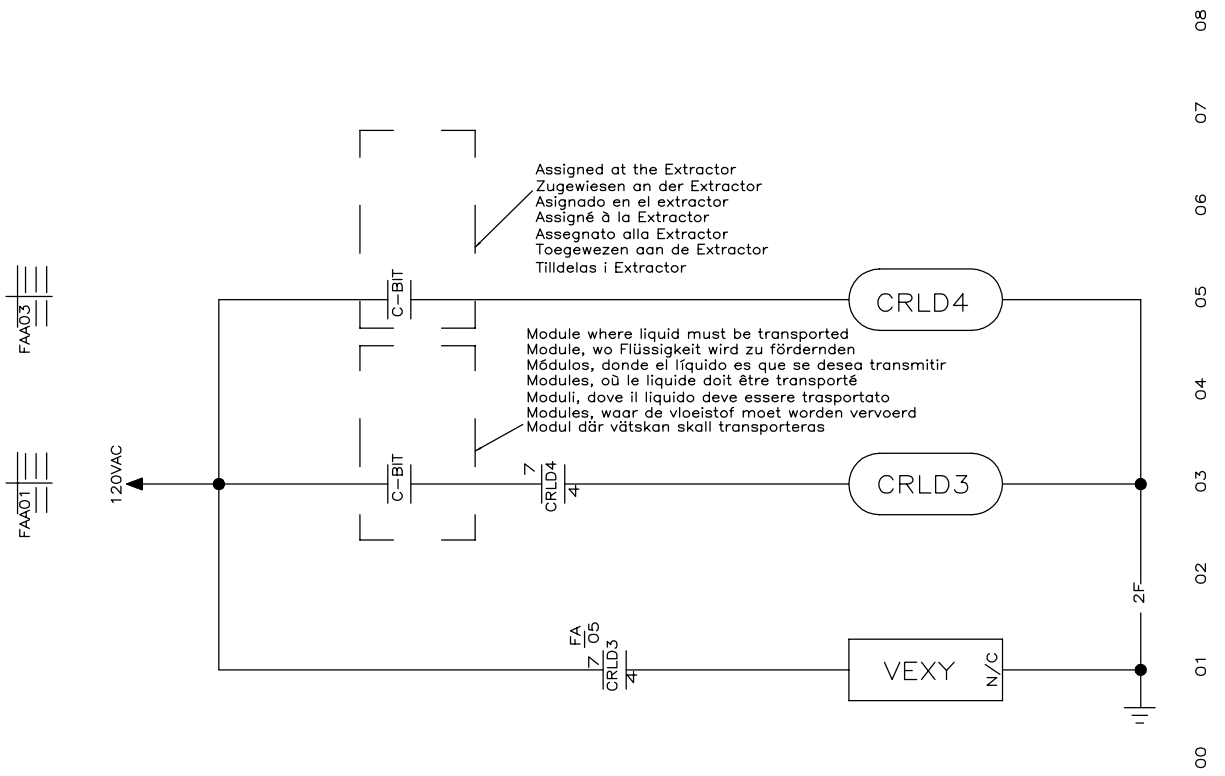 08
07
Assigned at the Extractor
Zugewiesen an der Extractor
Asignado en el extractor
Assigné à la Extractor
Assegnato alla Extractor
Toegewezen aan de Extractor
Tilldelas i Extractor
06
FAA03
C-BIT
CRLD4
05
Module where liquid must be transported
Module, wo Flüssigkeit wird zu fördernden
Módulos, donde el líquido es que se desea transmitir
Modules, où le liquide doit être transporté
Moduli, dove il liquido deve essere trasportato
Modules, waar de vloeistof moet worden vervoerd
Modul där vätskan skall transporteras
04
FAA01
120VAC
C-BIT
7
CRLD4
4
CRLD3
03
02
2F
FA
05
7
CRLD3
4
VEXY
N/C
01
00